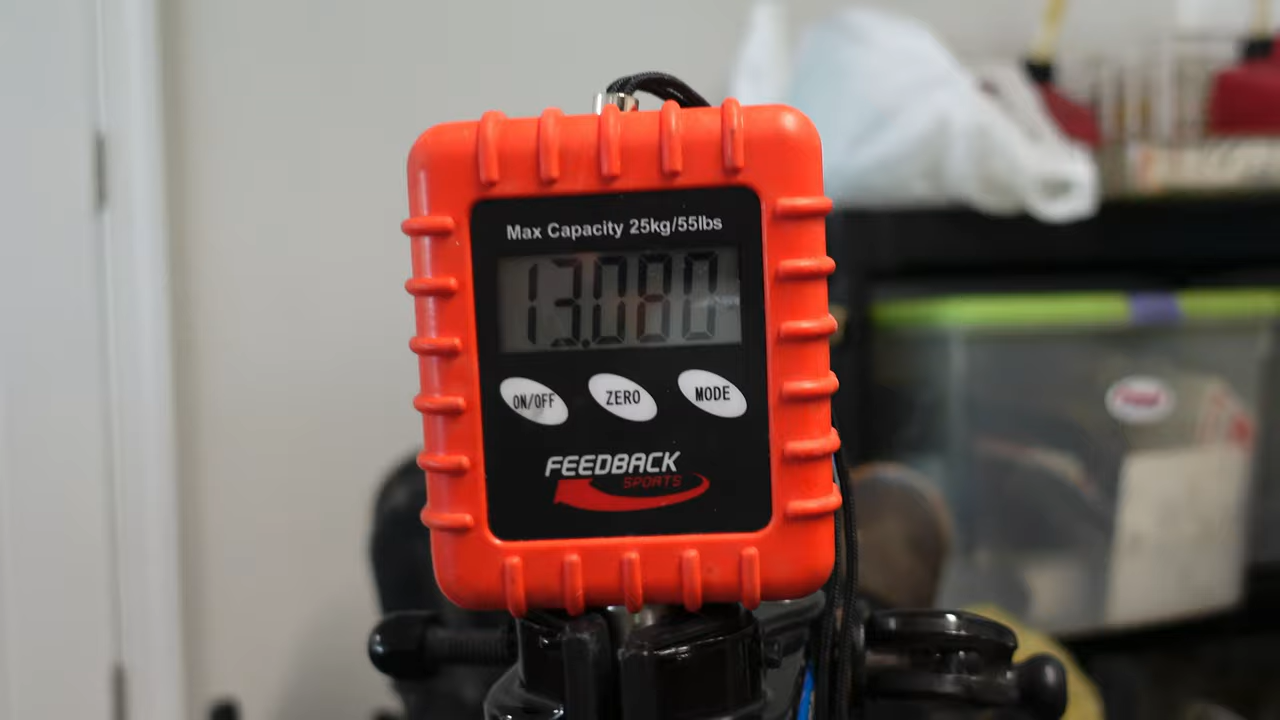 Max Capacity 25kg/55lbs
13.080
ON/OFF ZERO MODE
FEEDBACK
SPORTS